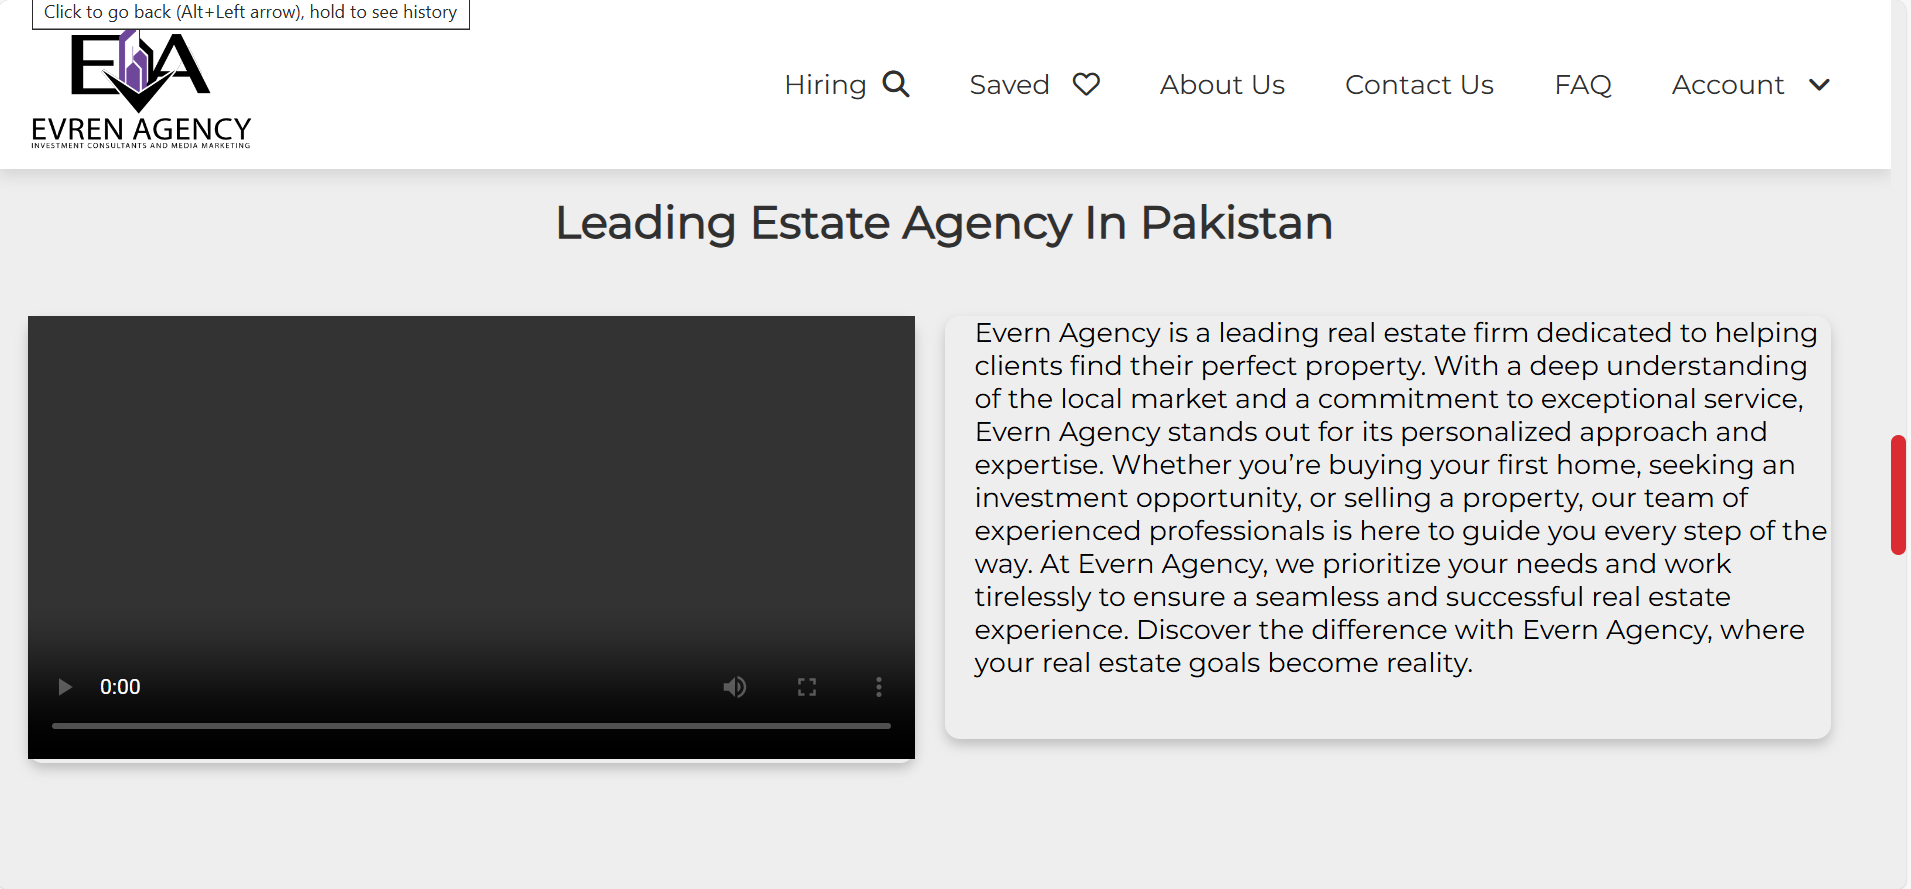 Click to go back (Alt+Left arrow), hold to see history
EA
EVREN AGENCY
INVESTMENT CONSULTANTS AND MEDIA MARKETING
Hiring
Saved
About Us
Contact Us
FAQ
Account
Leading Estate Agency In Pakistan
0:00
Evern Agency is a leading real estate firm dedicated to helping
clients find their perfect property. With a deep understanding
of the local market and a commitment to exceptional service,
Evern Agency stands out for its personalized approach and
expertise. Whether you’re buying your first home, seeking an
investment opportunity, or selling a property, our team of
experienced professionals is here to guide you every step of the
way. At Evern Agency, we prioritize your needs and work
tirelessly to ensure a seamless and successful real estate
experience. Discover the difference with Evern Agency, where
your real estate goals become reality.